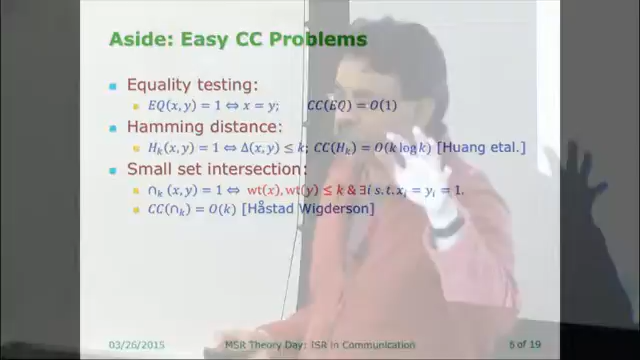 Aside: Easy CC Problems
Equality testing:
EQ(x, y) = 1 ⇔ x = y; CC(EQ) = O(1)
Hamming distance:
H_k(x, y) = 1 ⇔ Δ(x, y) ≤ k; CC(H_k) = O(k log k) [Huang etal.]
Small set intersection:
∩_k (x, y) = 1 ⇔ wt(x), wt(y) ≤ k & ∃i s.t. x_i = y_i = 1.
CC(∩_k) = O(k) [Håstad Wigderson]
03/26/2015 MSR Theory Day: ISR in Communication 6 of 19